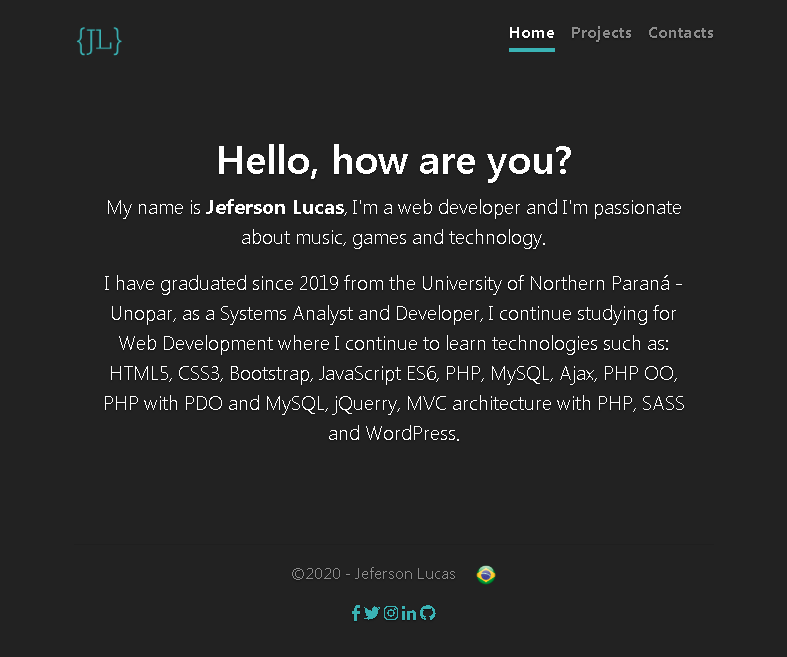 {JL}
Home Projects Contacts
Hello, how are you?
My name is Jeferson Lucas, I'm a web developer and I'm passionate
about music, games and technology.
I have graduated since 2019 from the University of Northern Paraná -
Unopar, as a Systems Analyst and Developer, I continue studying for
Web Development where I continue to learn technologies such as:
HTML5, CSS3, Bootstrap, JavaScript ES6, PHP, MySQL, Ajax, PHP OO,
PHP with PDO and MySQL, jQuerry, MVC architecture with PHP, SASS
and WordPress.
©2020 - Jeferson Lucas